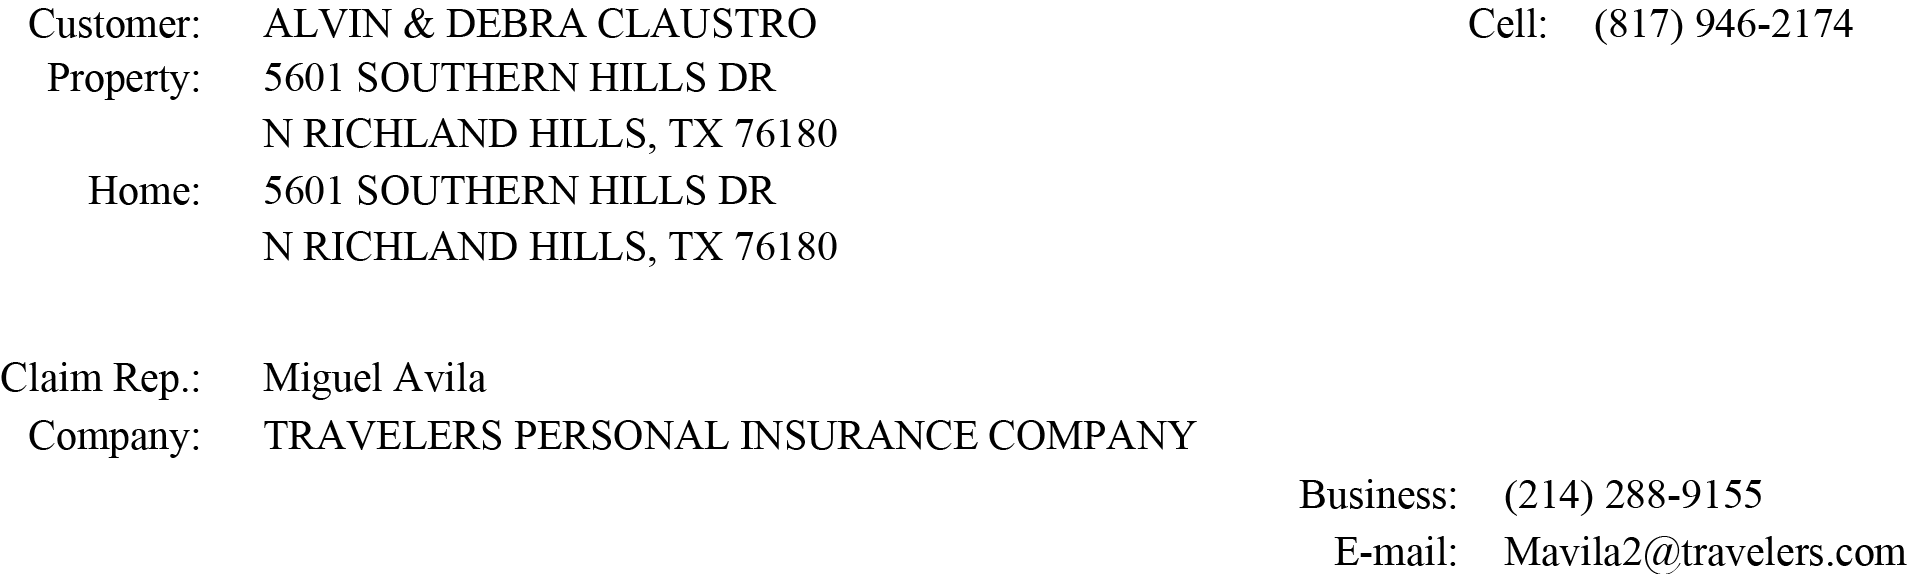 Customer: ALVIN & DEBRA CLAUSTRO Cell: (817) 946-2174
Property: 5601 SOUTHERN HILLS DR
N RICHLAND HILLS, TX 76180
Home: 5601 SOUTHERN HILLS DR
N RICHLAND HILLS, TX 76180
Claim Rep.: Miguel Avila
Company: TRAVELERS PERSONAL INSURANCE COMPANY
Business: (214) 288-9155
E-mail: Mavila2@travelers.com